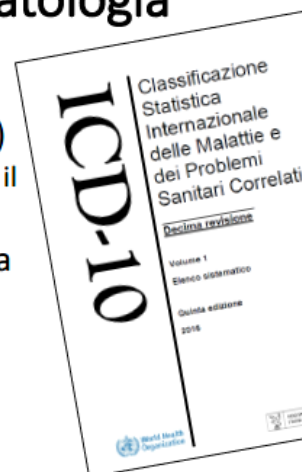 atologia
)
il
a
ICD-10
Classificazione
Statistica
Internazionale
delle Malattie e
dei Problemi
Sanitari Correlati
Decima revisione
Volume 1
Elenco sistematico
Quinta edizione
2016
World Health
Organization